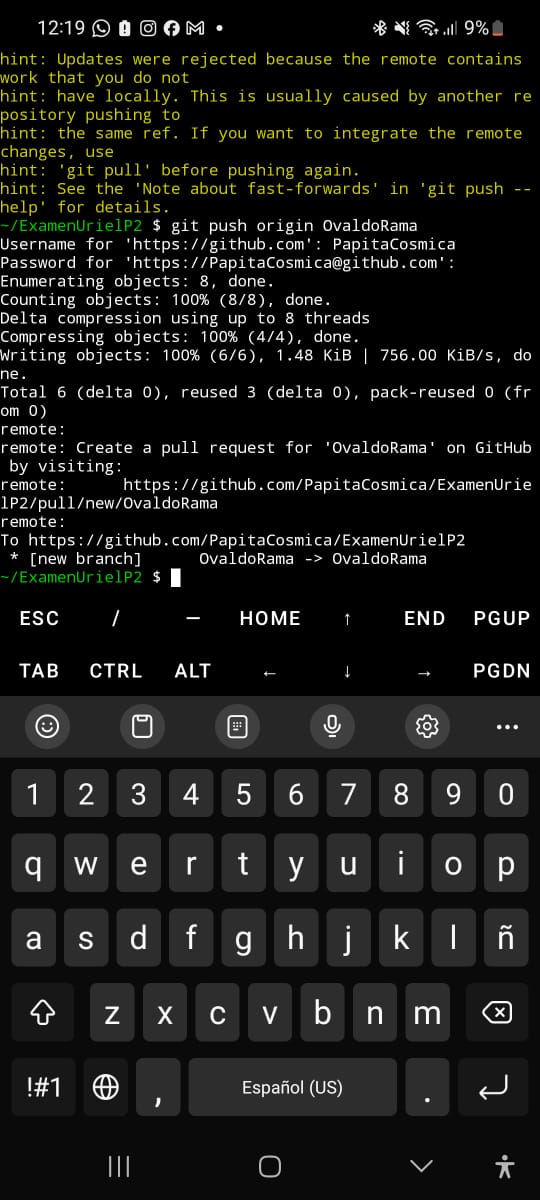 12:19
9%
hint: Updates were rejected because the remote contains
work that you do not
hint: have locally. This is usually caused by another re
pository pushing to
hint: the same ref. If you want to integrate the remote
changes, use
hint: 'git pull' before pushing again.
hint: See the 'Note about fast-forwards' in 'git push --
help' for details.
~/ExamenUrielP2 $ git push origin OvaldoRama
Username for 'https://github.com': PapitaCosmica
Password for 'https://PapitaCosmica@github.com':
Enumerating objects: 8, done.
Counting objects: 100% (8/8), done.
Delta compression using up to 8 threads
Compressing objects: 100% (4/4), done.
Writing objects: 100% (6/6), 1.48 KiB | 756.00 KiB/s, do
ne.
Total 6 (delta 0), reused 3 (delta 0), pack-reused 0 (fr
om 0)
remote:
remote: Create a pull request for 'OvaldoRama' on GitHub
 by visiting:
remote:      https://github.com/PapitaCosmica/ExamenUrie
lP2/pull/new/OvaldoRama
remote:
To https://github.com/PapitaCosmica/ExamenUrielP2
 * [new branch]      OvaldoRama -> OvaldoRama
~/ExamenUrielP2 $
ESC / — HOME ↑ END PGUP
TAB CTRL ALT ← ↓ → PGDN
1 2 3 4 5 6 7 8 9 0
q w e r t y u i o p
a s d f g h j k l ñ
z x c v b n m
!#1 , Español (US) .